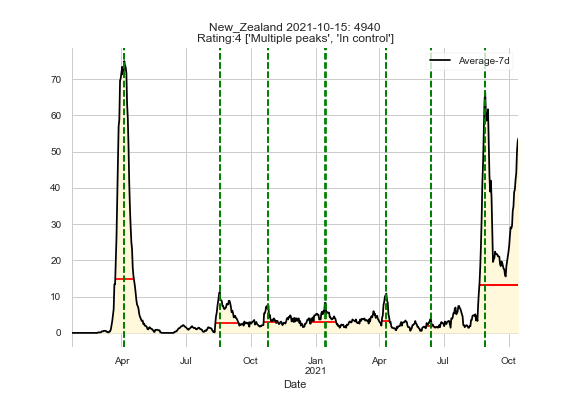 New_Zealand 2021-10-15: 4940
Rating:4 ['Multiple peaks', 'In control']
Average-7d
70
60
50
40
30
20
10
0
Apr Jul Oct Jan Apr Jul Oct
2021
Date